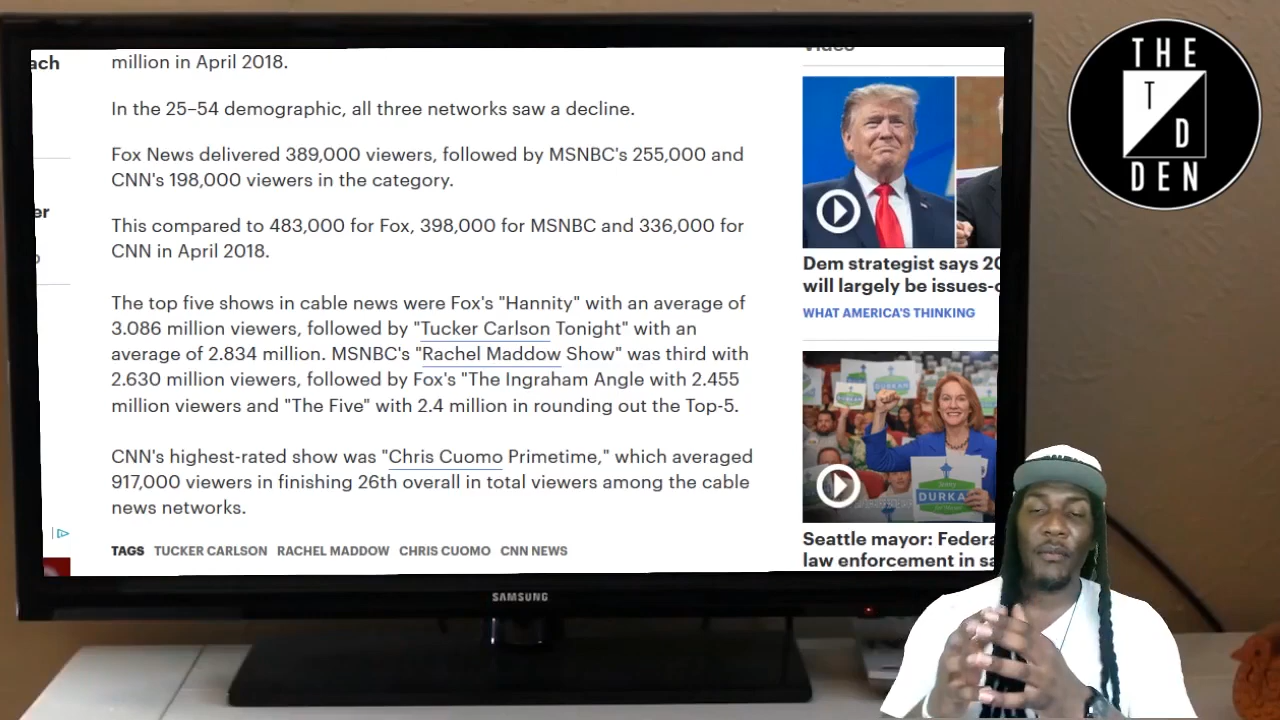 ach
million in April 2018.
In the 25–54 demographic, all three networks saw a decline.
Fox News delivered 389,000 viewers, followed by MSNBC's 255,000 and
CNN's 198,000 viewers in the category.
er
This compared to 483,000 for Fox, 398,000 for MSNBC and 336,000 for
CNN in April 2018.
The top five shows in cable news were Fox's "Hannity" with an average of
3.086 million viewers, followed by "Tucker Carlson Tonight" with an
average of 2.834 million. MSNBC's "Rachel Maddow Show" was third with
2.630 million viewers, followed by Fox's "The Ingraham Angle with 2.455
million viewers and "The Five" with 2.4 million in rounding out the Top-5.
CNN's highest-rated show was "Chris Cuomo Primetime," which averaged
917,000 viewers in finishing 26th overall in total viewers among the cable
news networks.
TAGS TUCKER CARLSON RACHEL MADDOW CHRIS CUOMO CNN NEWS
Video
Dem strategist says 20
will largely be issues-
WHAT AMERICA'S THINKING
DURKAN
DURKA
Seattle mayor: Federa
law enforcement in sa
SAMSUNG
THE
T
D
DEN